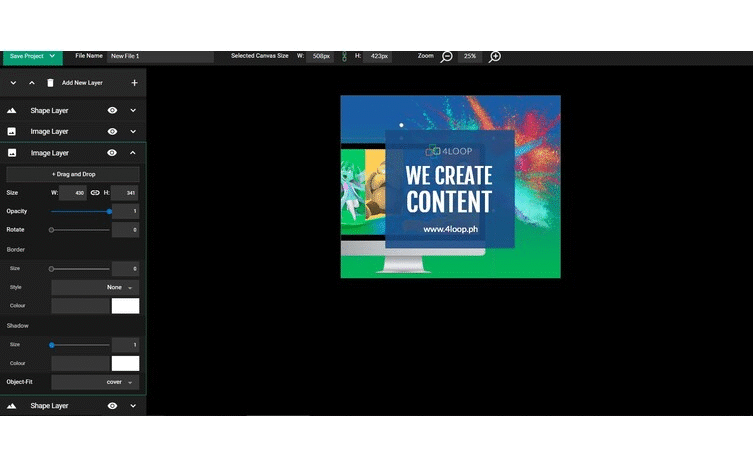 Save Project File Name New File 1 Selected Canvas Size W: 508px H: 423px Zoom 25%
Add New Layer
Shape Layer
Image Layer
Image Layer
+ Drag and Drop
Size W: 430 H: 341
Opacity 1
Rotate 0
Border
Size 0
Style None
Colour
Shadow
Size 1
Colour
Object-Fit cover
Shape Layer
4LOOP
WE CREATE
CONTENT
www.4loop.ph